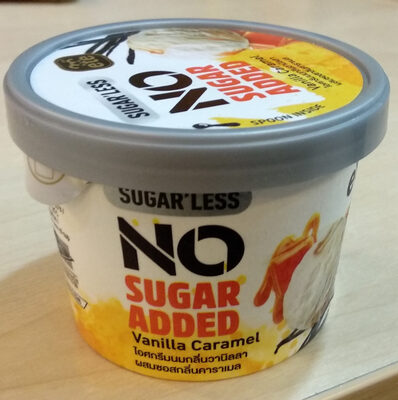 Vanilla Caramel
SUGAR'LESS
NO
SUGAR
ADDED
SPOON INSIDE
SUGAR'LESS
NO
SUGAR
ADDED
Vanilla Caramel
ไอศกรีมนมกลิ่นวานิลลา
ผสมซอสกลิ่นคาราเมล